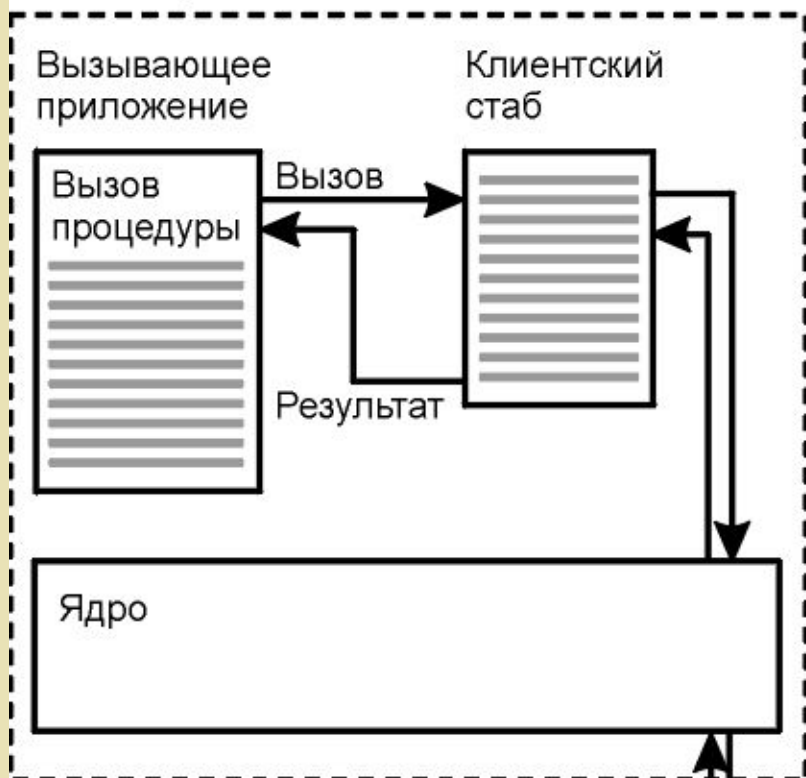 Вызывающее
приложение
Клиентский
стаб
Вызов
процедуры
Вызов
Результат
Ядро